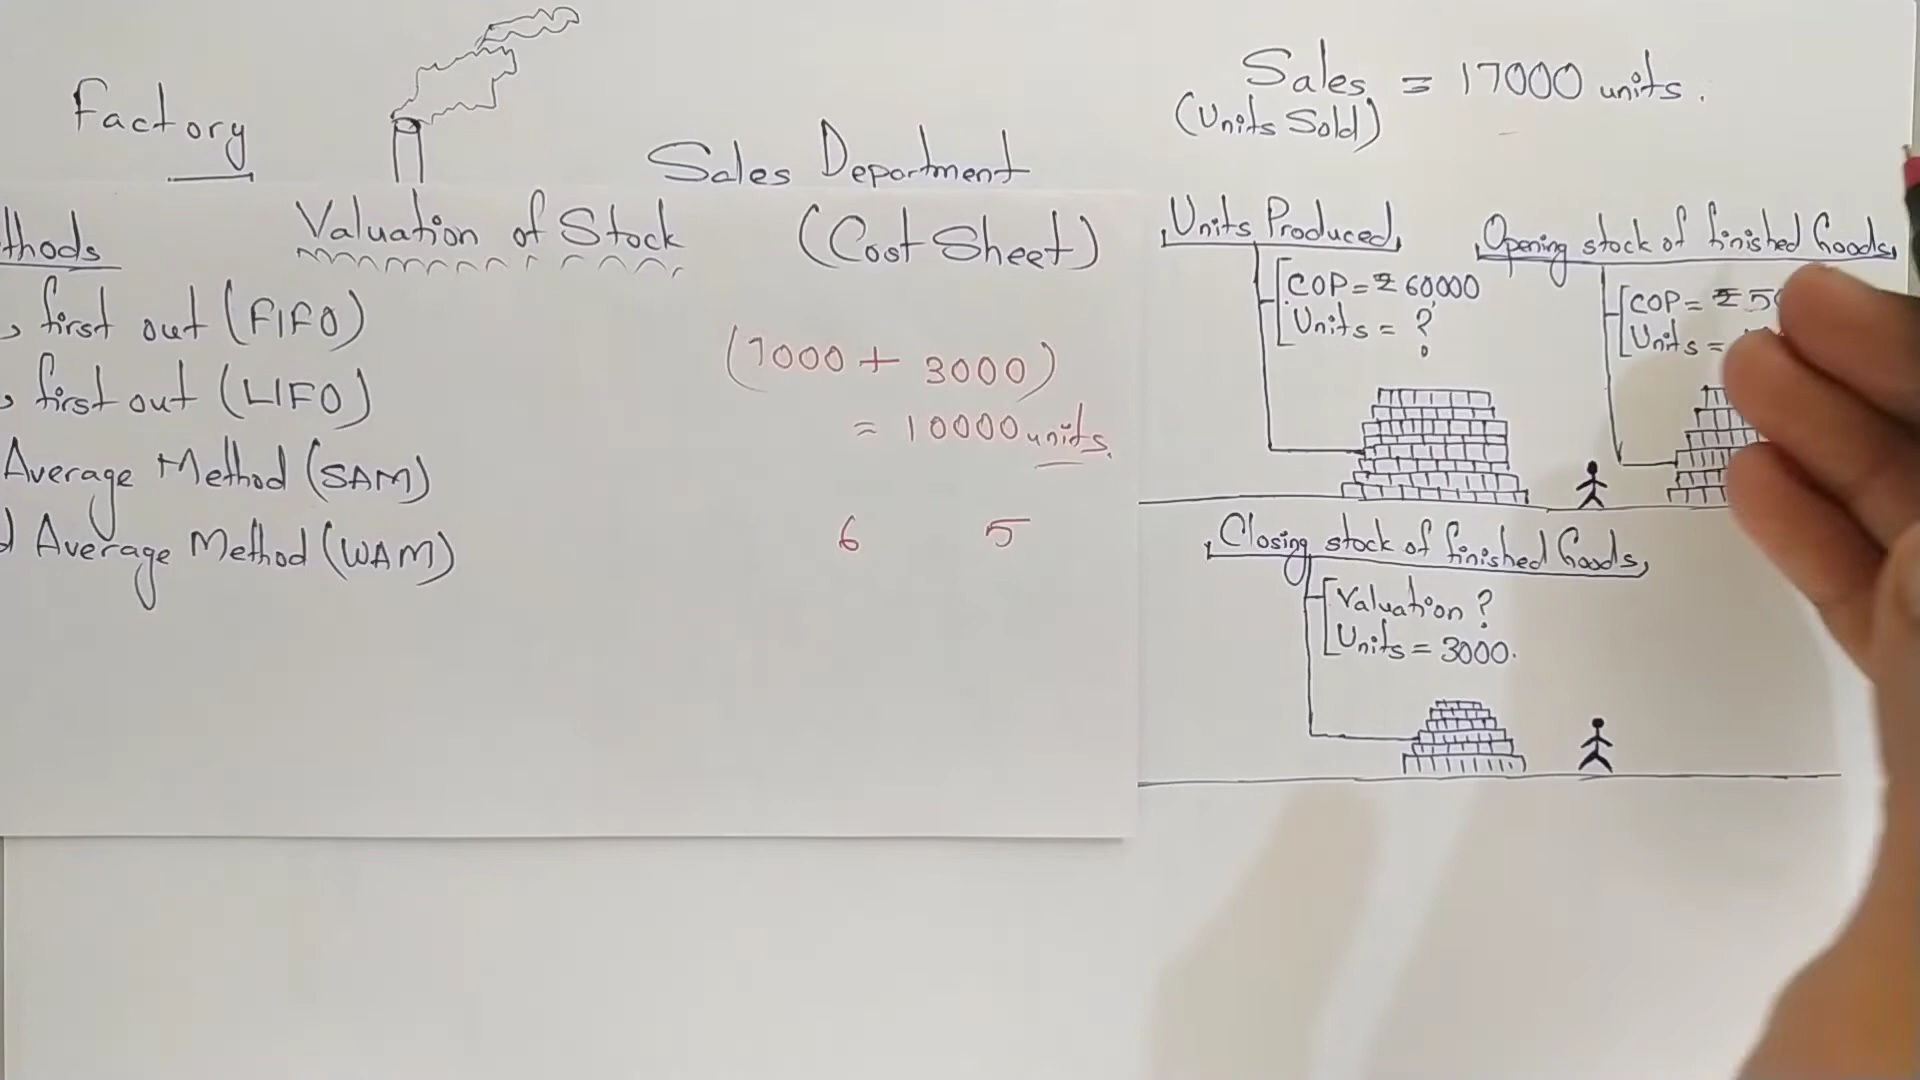 Factory
Sales Department
Sales = 17000 units.
(Units Sold)
thods
Valuation of Stock (Cost Sheet)
first out (FIFO)
first out (LIFO)
Average Method (SAM)
d Average Method (WAM)
(7000 + 3000)
= 10000 units.
6 5
Units Produced
COP = ₹ 60000
Units = ?
Opening stock of finished Goods
COP = ₹ 50
Units =
Closing stock of finished Goods
Valuation ?
Units = 3000.